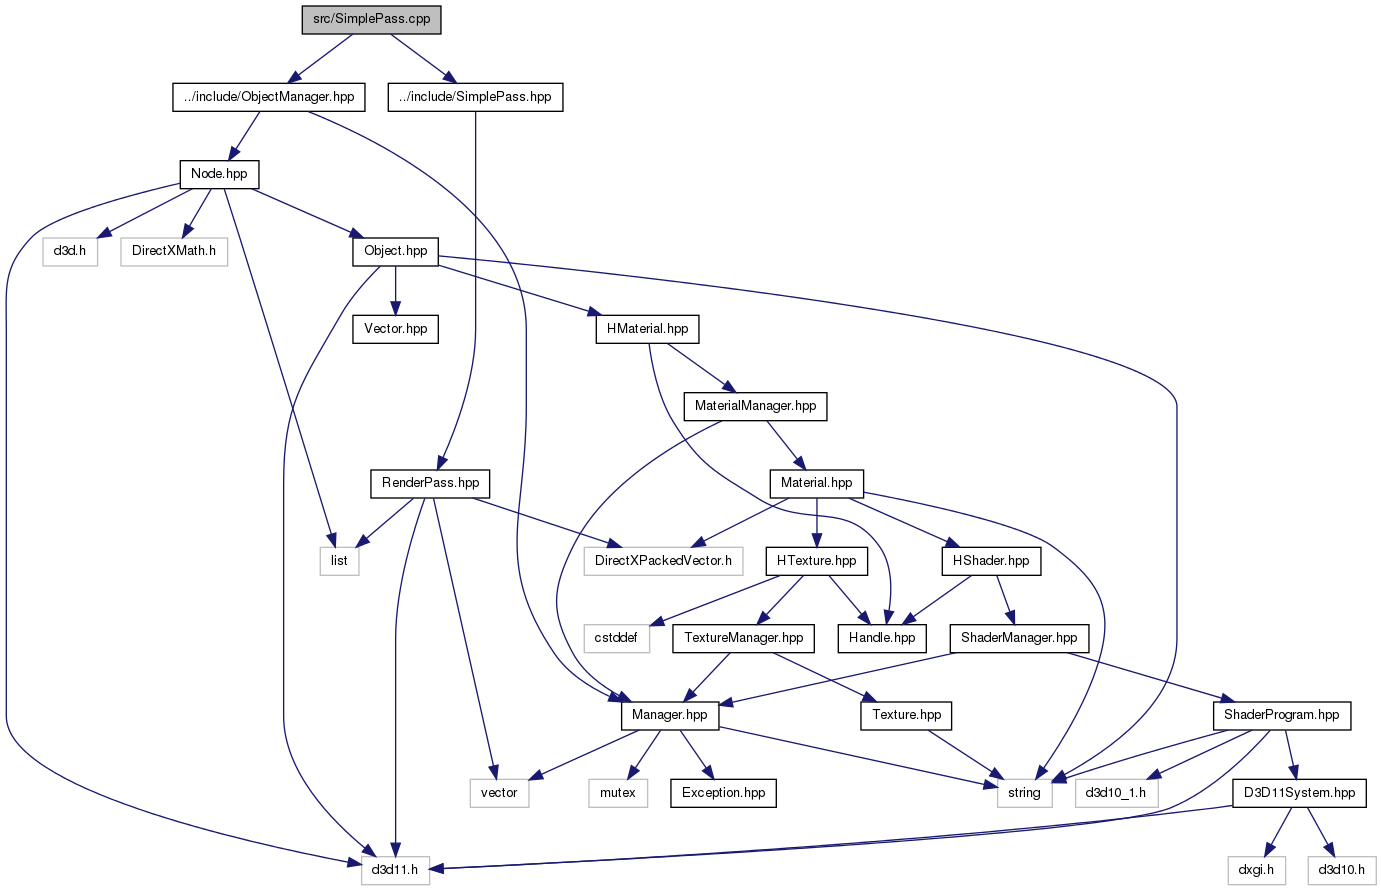 src/SimplePass.cpp
../include/ObjectManager.hpp
../include/SimplePass.hpp
Node.hpp
d3d.h
DirectXMath.h
Object.hpp
Vector.hpp
HMaterial.hpp
MaterialManager.hpp
RenderPass.hpp
Material.hpp
list
DirectXPackedVector.h
HTexture.hpp
HShader.hpp
cstddef
TextureManager.hpp
Handle.hpp
ShaderManager.hpp
Manager.hpp
Texture.hpp
ShaderProgram.hpp
vector
mutex
Exception.hpp
string
d3d10_1.h
D3D11System.hpp
d3d11.h
dxgi.h
d3d10.h